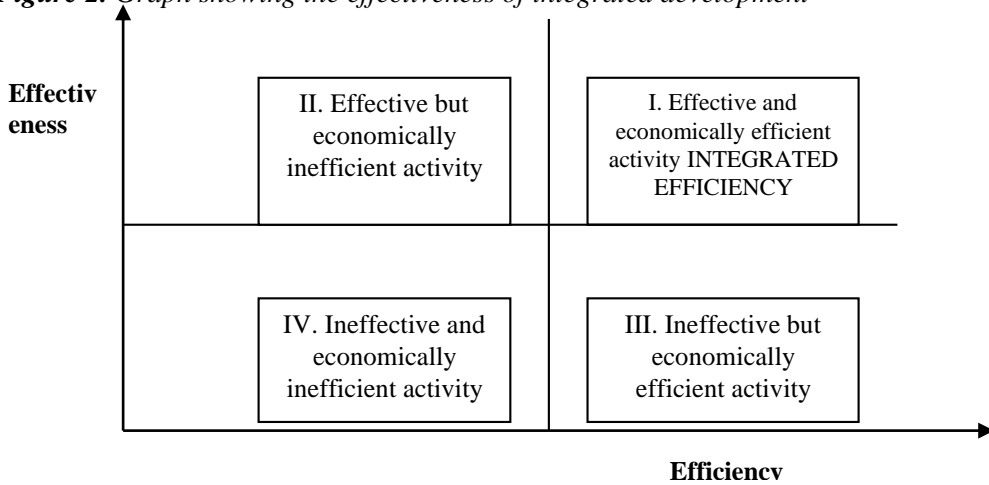 Figure 2. Graph showing the effectiveness of integrated development
Effectiv
eness
II. Effective but
economically
inefficient activity
I. Effective and
economically efficient
activity INTEGRATED
EFFICIENCY
IV. Ineffective and
economically
inefficient activity
III. Ineffective but
economically
efficient activity
Efficiency